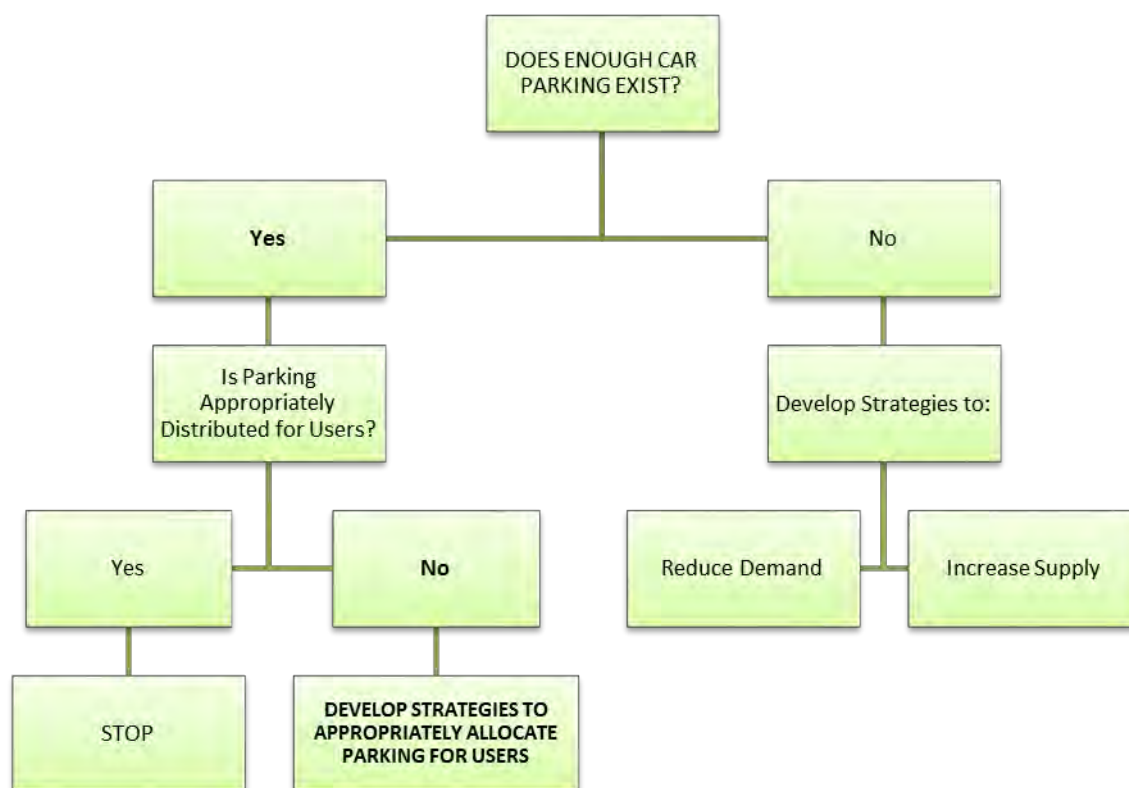 DOES ENOUGH CAR
PARKING EXIST?
Yes
No
Is Parking
Appropriately
Distributed for Users?
Develop Strategies to:
Yes
No
Reduce Demand
Increase Supply
STOP
DEVELOP STRATEGIES TO
APPROPRIATELY ALLOCATE
PARKING FOR USERS